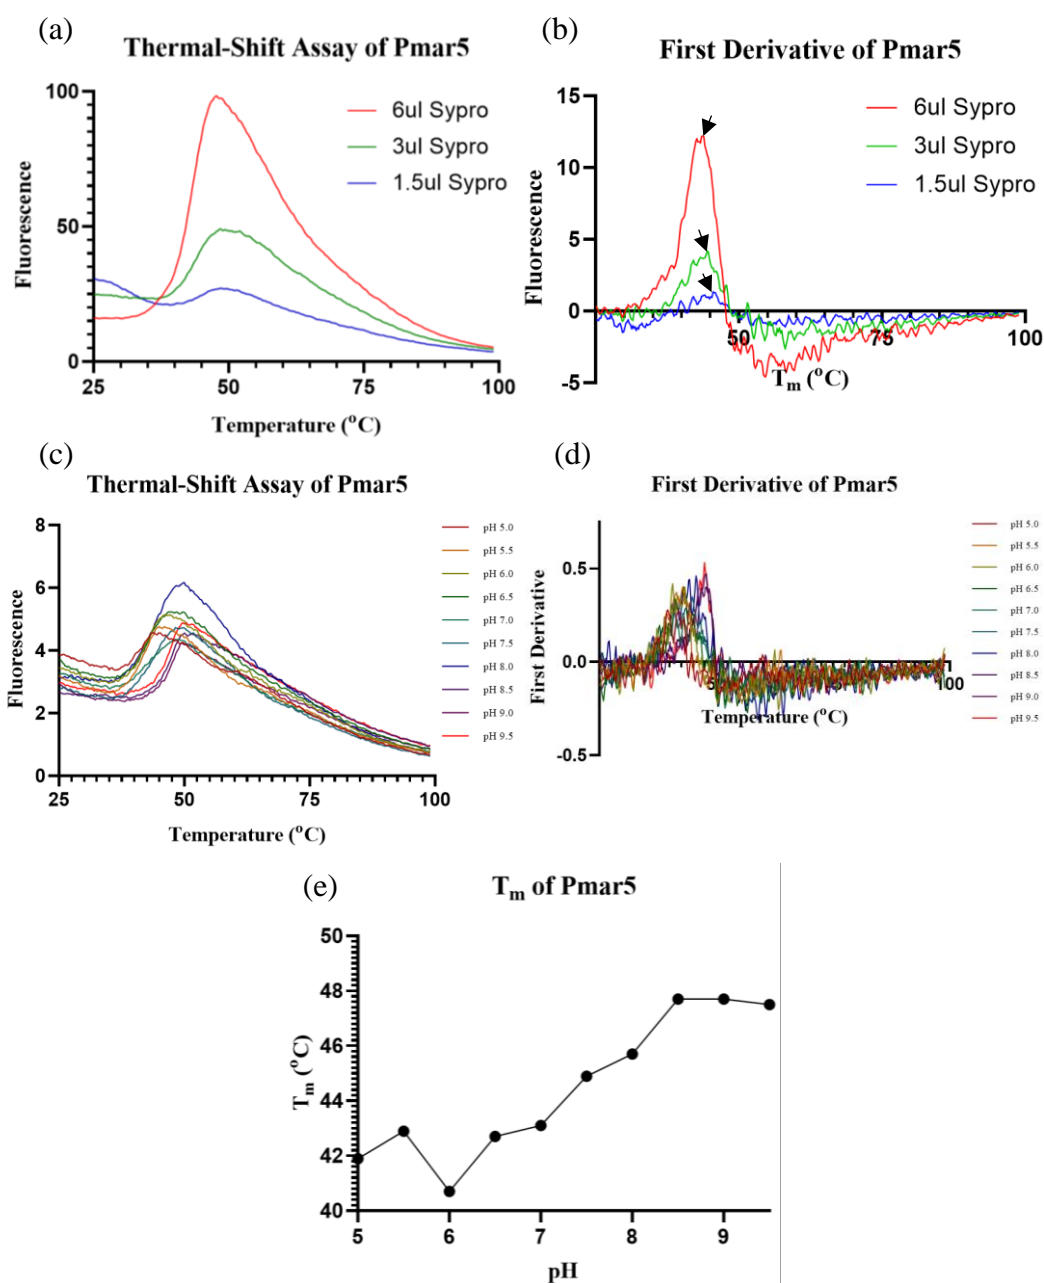 (a)
Thermal-Shift Assay of Pmar5
100
50
0
25
50
75
100
Fluorescence
Temperature (°C)
6ul Sypro
3ul Sypro
1.5ul Sypro
(b)
First Derivative of Pmar5
15
10
5
0
-5
50
75
100
Fluorescence
Tm (°C)
6ul Sypro
3ul Sypro
1.5ul Sypro
(c)
Thermal-Shift Assay of Pmar5
8
6
4
2
0
25
50
75
100
Fluorescence
Temperature (°C)
pH 5.0
pH 5.5
pH 6.0
pH 6.5
pH 7.0
pH 7.5
pH 8.0
pH 8.5
pH 9.0
pH 9.5
(d)
First Derivative of Pmar5
0.5
0.0
-0.5
100
First Derivative
Temperature (°C)
pH 5.0
pH 5.5
pH 6.0
pH 6.5
pH 7.0
pH 7.5
pH 8.0
pH 8.5
pH 9.0
pH 9.5
(e)
Tm of Pmar5
50
48
46
44
42
40
5
6
7
8
9
Tm (°C)
pH